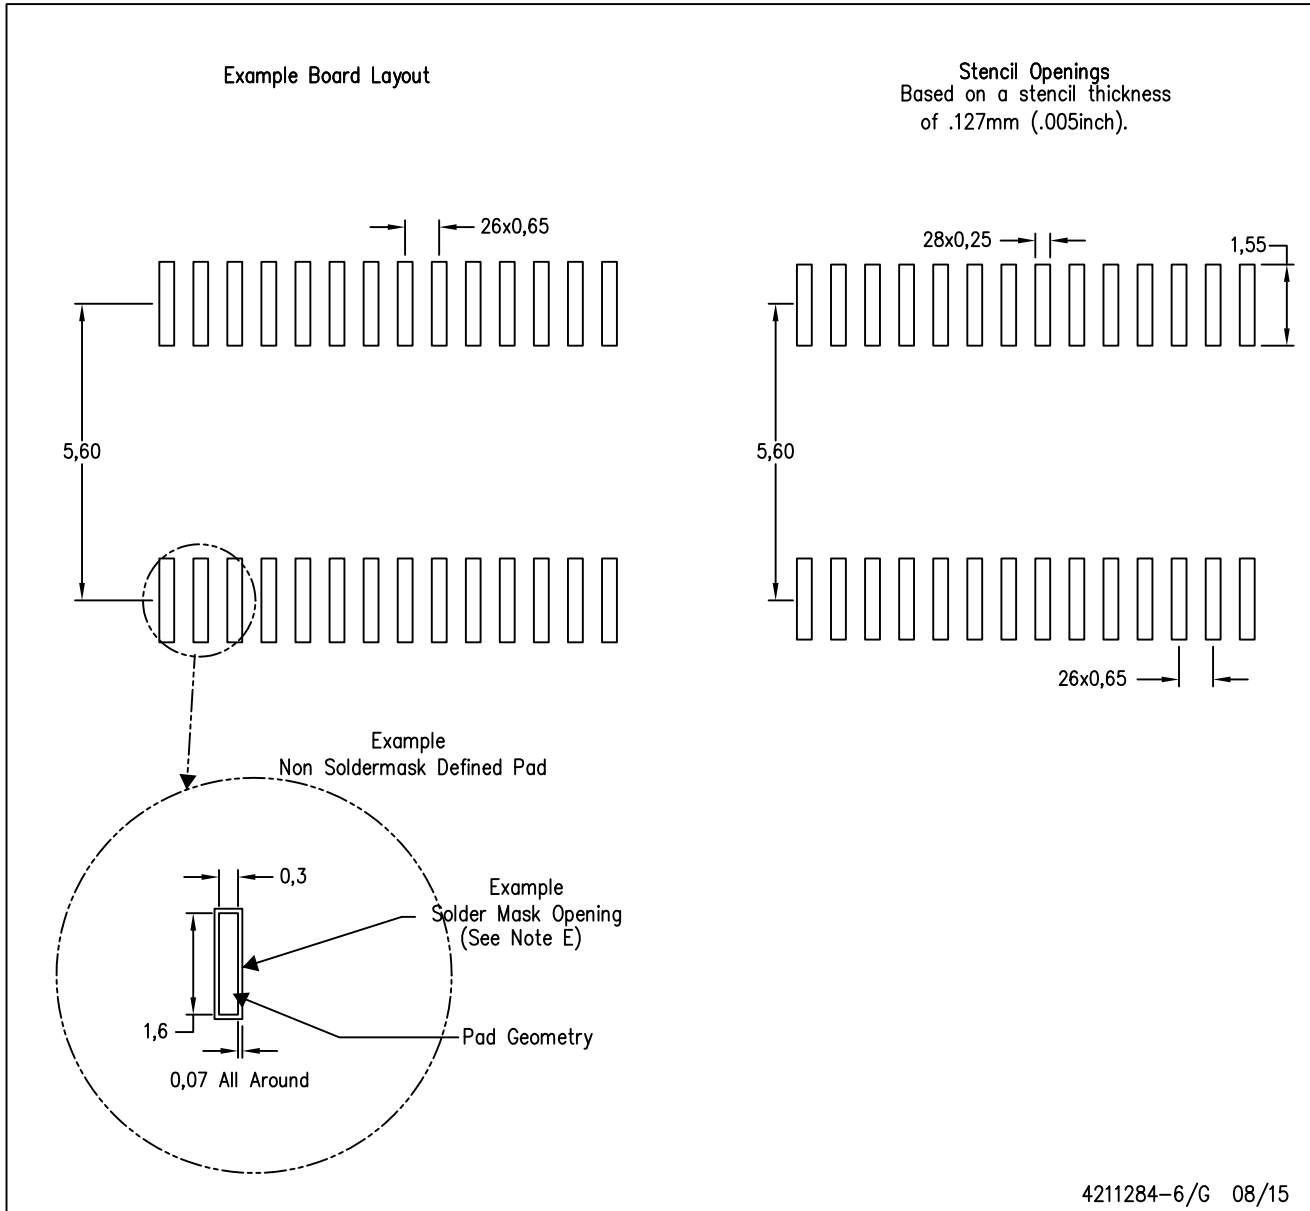 Example Board Layout
Stencil Openings
Based on a stencil thickness
of .127mm (.005inch).
26x0,65
28x0,25
1,55
5,60
5,60
26x0,65
Example
Non Soldermask Defined Pad
0,3
Example
Solder Mask Opening
(See Note E)
1,6
Pad Geometry
0,07 All Around
4211284-6/G 08/15